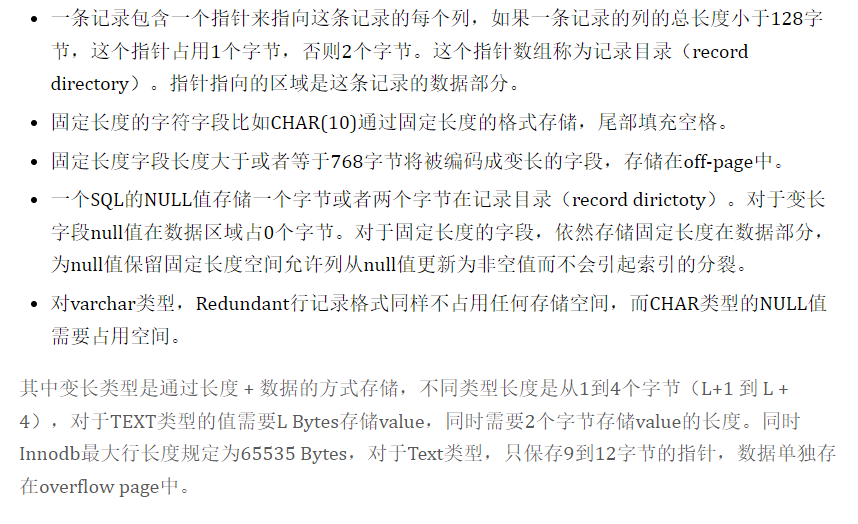 • 一条记录包含一个指针来指向这条记录的每个列，如果一条记录的列的总长度小于128字
节，这个指针占用1个字节，否则2个字节。这个指针数组称为记录目录（record
directory）。指针指向的区域是这条记录的数据部分。
• 固定长度的字符字段比如CHAR(10)通过固定长度的格式存储，尾部填充空格。
• 固定长度字段长度大于或者等于768字节将被编码成变长的字段，存储在off-page中。
• 一个SQL的NULL值存储一个字节或者两个字节在记录目录（record dirictoty）。对于变长
字段null值在数据区域占0个字节。对于固定长度的字段，依然存储固定长度在数据部分，
为null值保留固定长度空间允许列从null值更新为非空值而不会引起索引的分裂。
• 对varchar类型，Redundant行记录格式同样不占用任何存储空间，而CHAR类型的NULL值
需要占用空间。
其中变长类型是通过长度 + 数据的方式存储，不同类型长度是从1到4个字节（L+1 到 L +
4），对于TEXT类型的值需要L Bytes存储value，同时需要2个字节存储value的长度。同时
Innodb最大行长度规定为65535 Bytes，对于Text类型，只保存9到12字节的指针，数据单独存
在overflow page中。